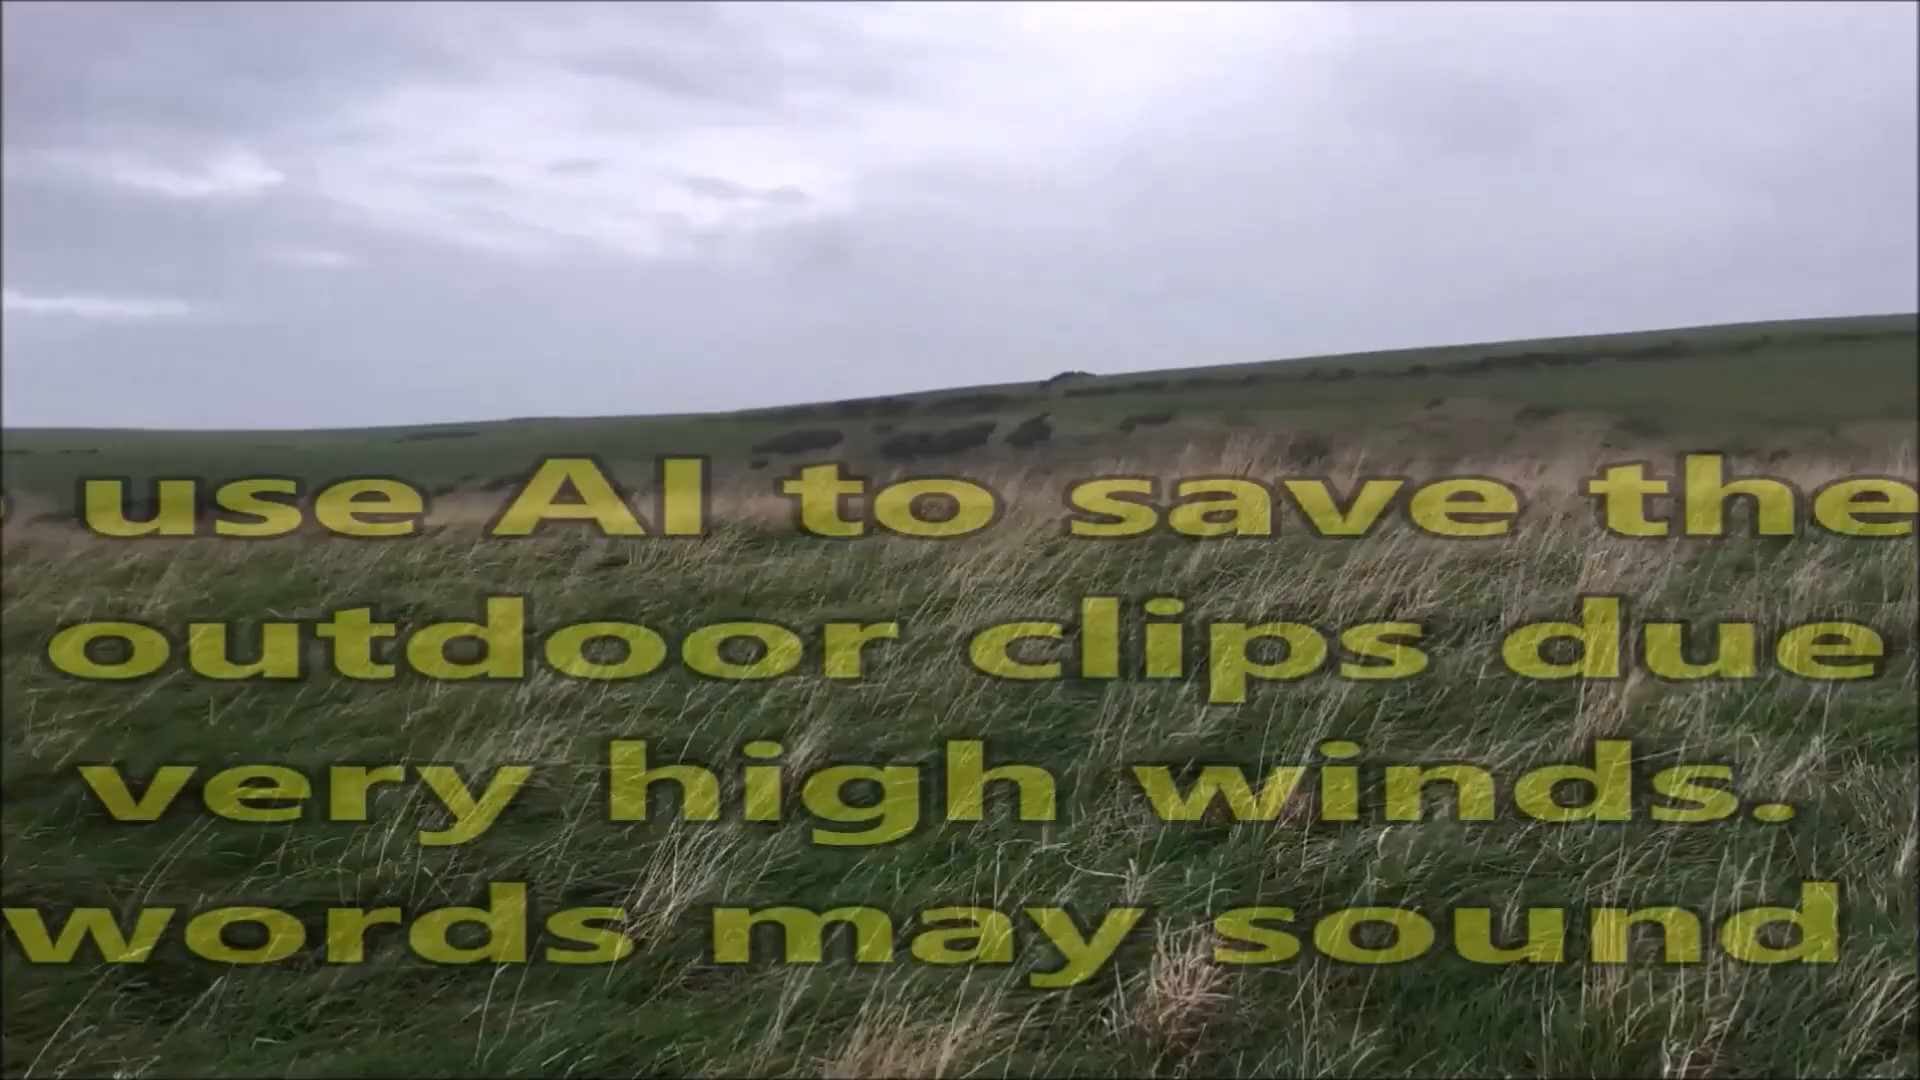 use AI to save the
outdoor clips due
very high winds.
words may sound